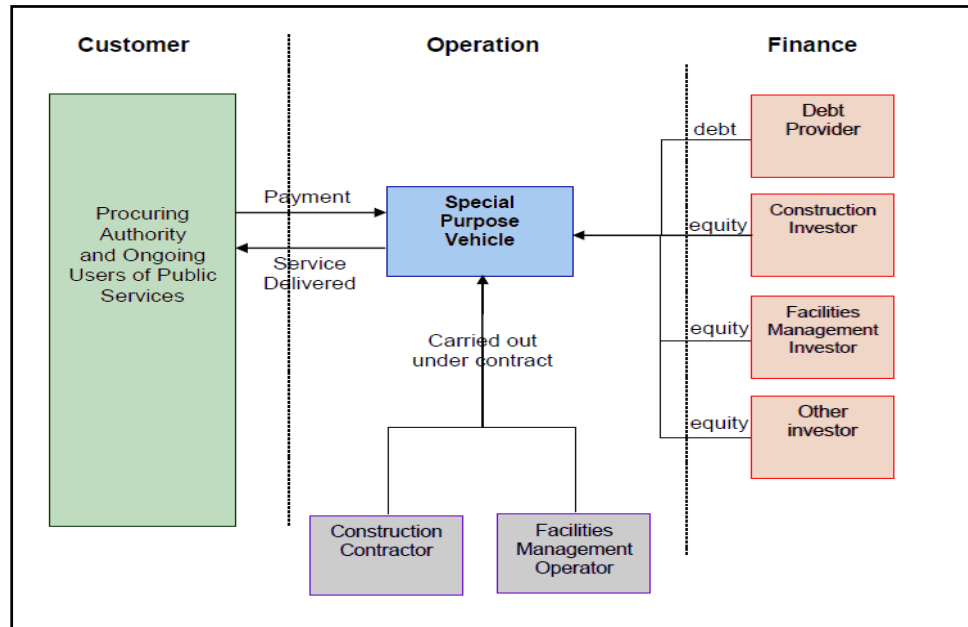 Customer
Operation
Finance
Procuring
Authority
and Ongoing
Users of Public
Services
Payment
Service
Delivered
Special
Purpose
Vehicle
Carried out
under contract
Construction
Contractor
Facilities
Management
Operator
debt
Debt
Provider
equity
Construction
Investor
equity
Facilities
Management
Investor
equity
Other
investor